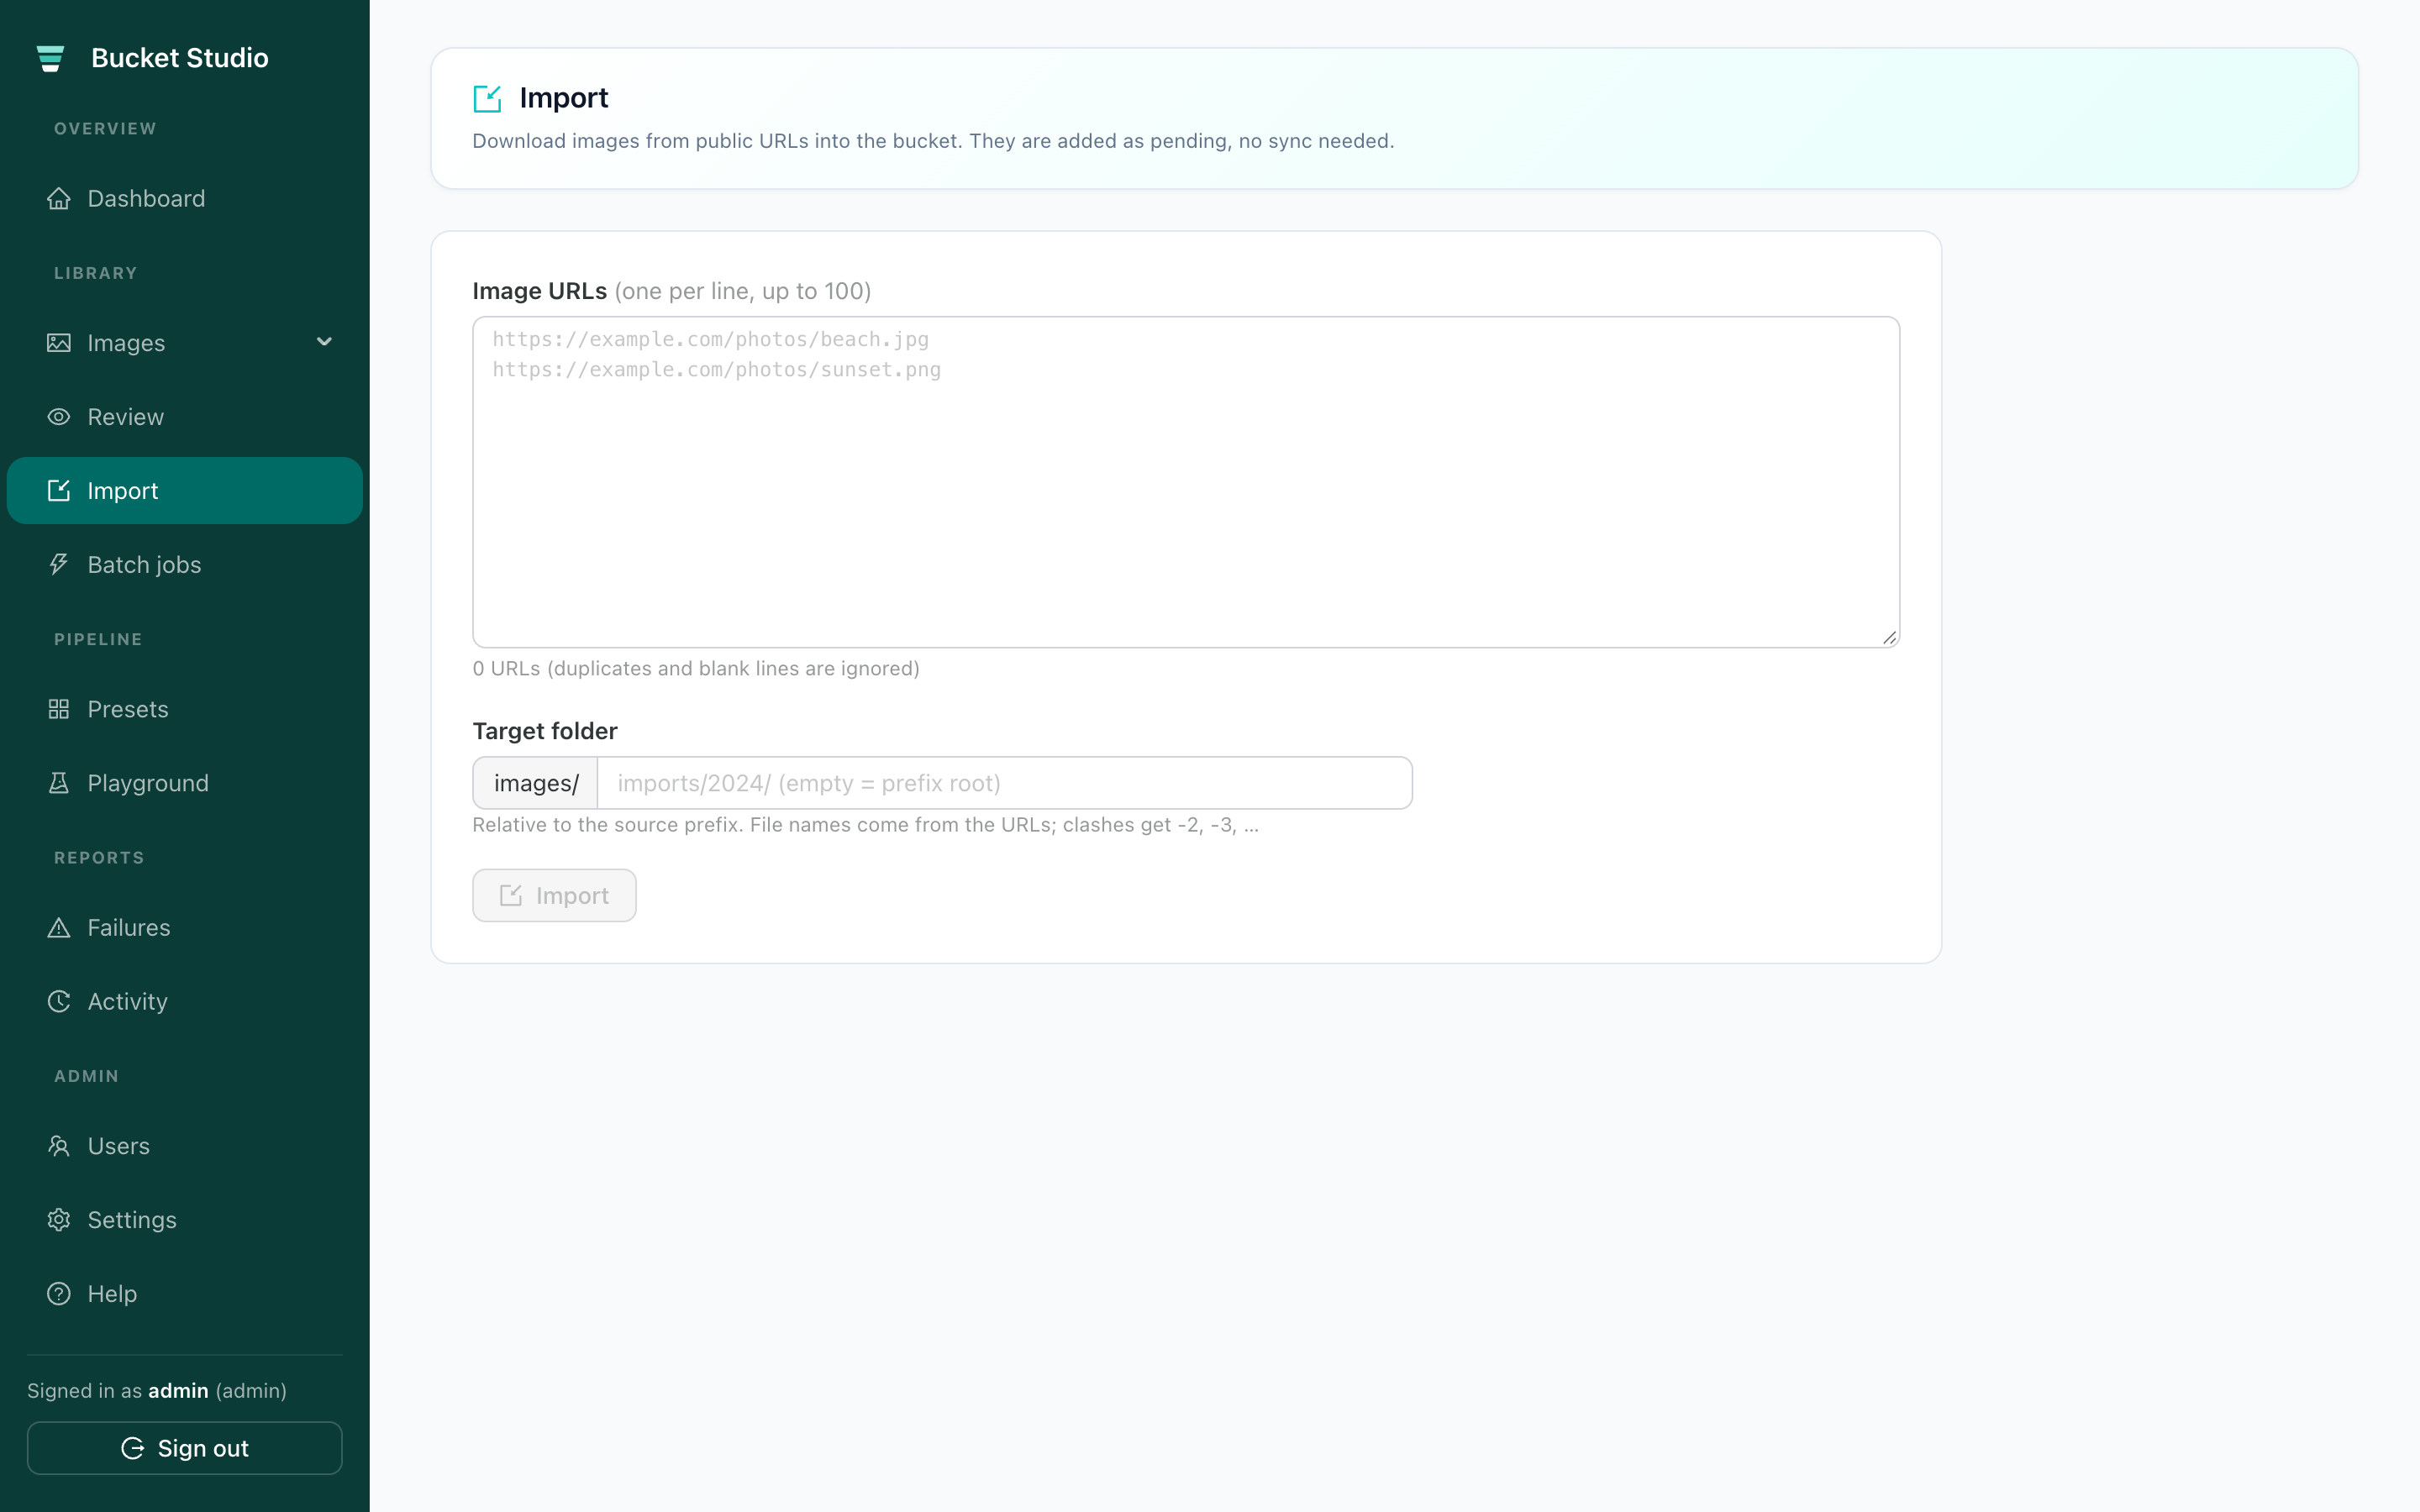 Bucket Studio
OVERVIEW
Dashboard
LIBRARY
Images
Review
Import
Batch jobs
PIPELINE
Presets
Playground
REPORTS
Failures
Activity
ADMIN
Users
Settings
Help
Signed in as admin (admin)
Sign out
Import
Download images from public URLs into the bucket. They are added as pending, no sync needed.
Image URLs (one per line, up to 100)
https://example.com/photos/beach.jpg
https://example.com/photos/sunset.png
0 URLs (duplicates and blank lines are ignored)
Target folder
images/ imports/2024/ (empty = prefix root)
Relative to the source prefix. File names come from the URLs; clashes get -2, -3, ...
Import